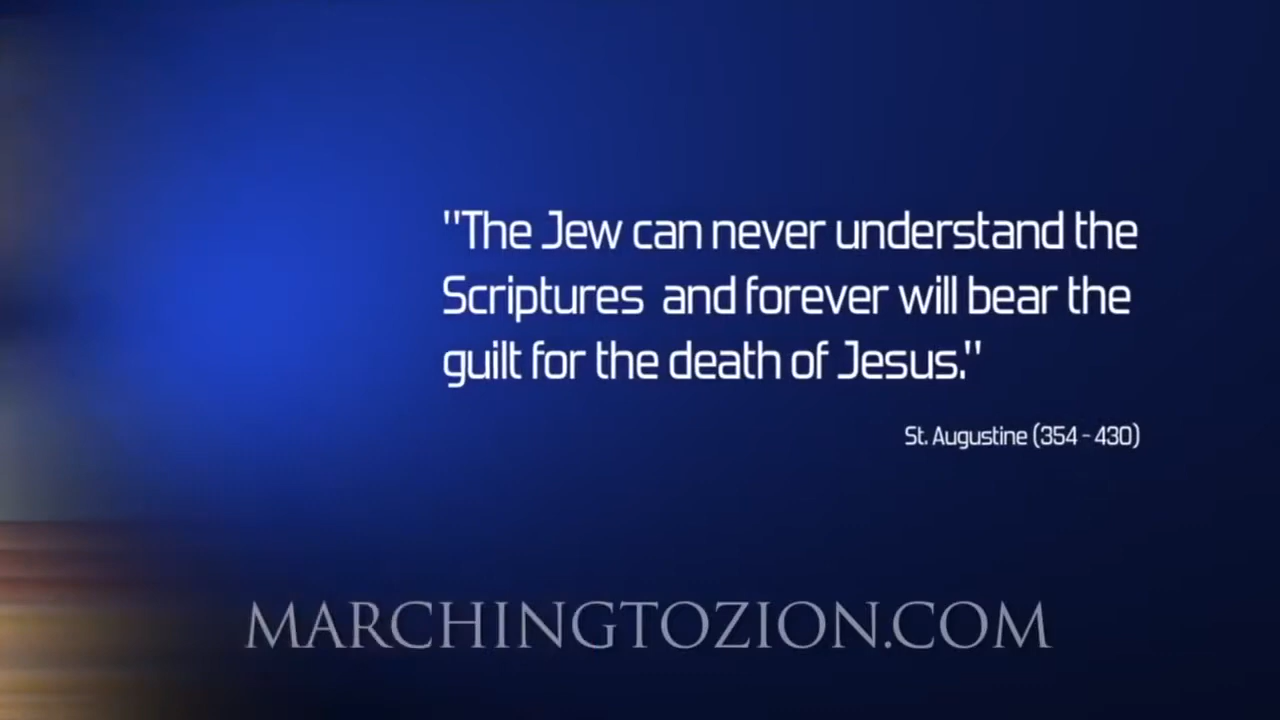 "The Jew can never understand the
Scriptures and forever will bear the
guilt for the death of Jesus."
St. Augustine (354 - 430)
MARCHINGTOZION.COM